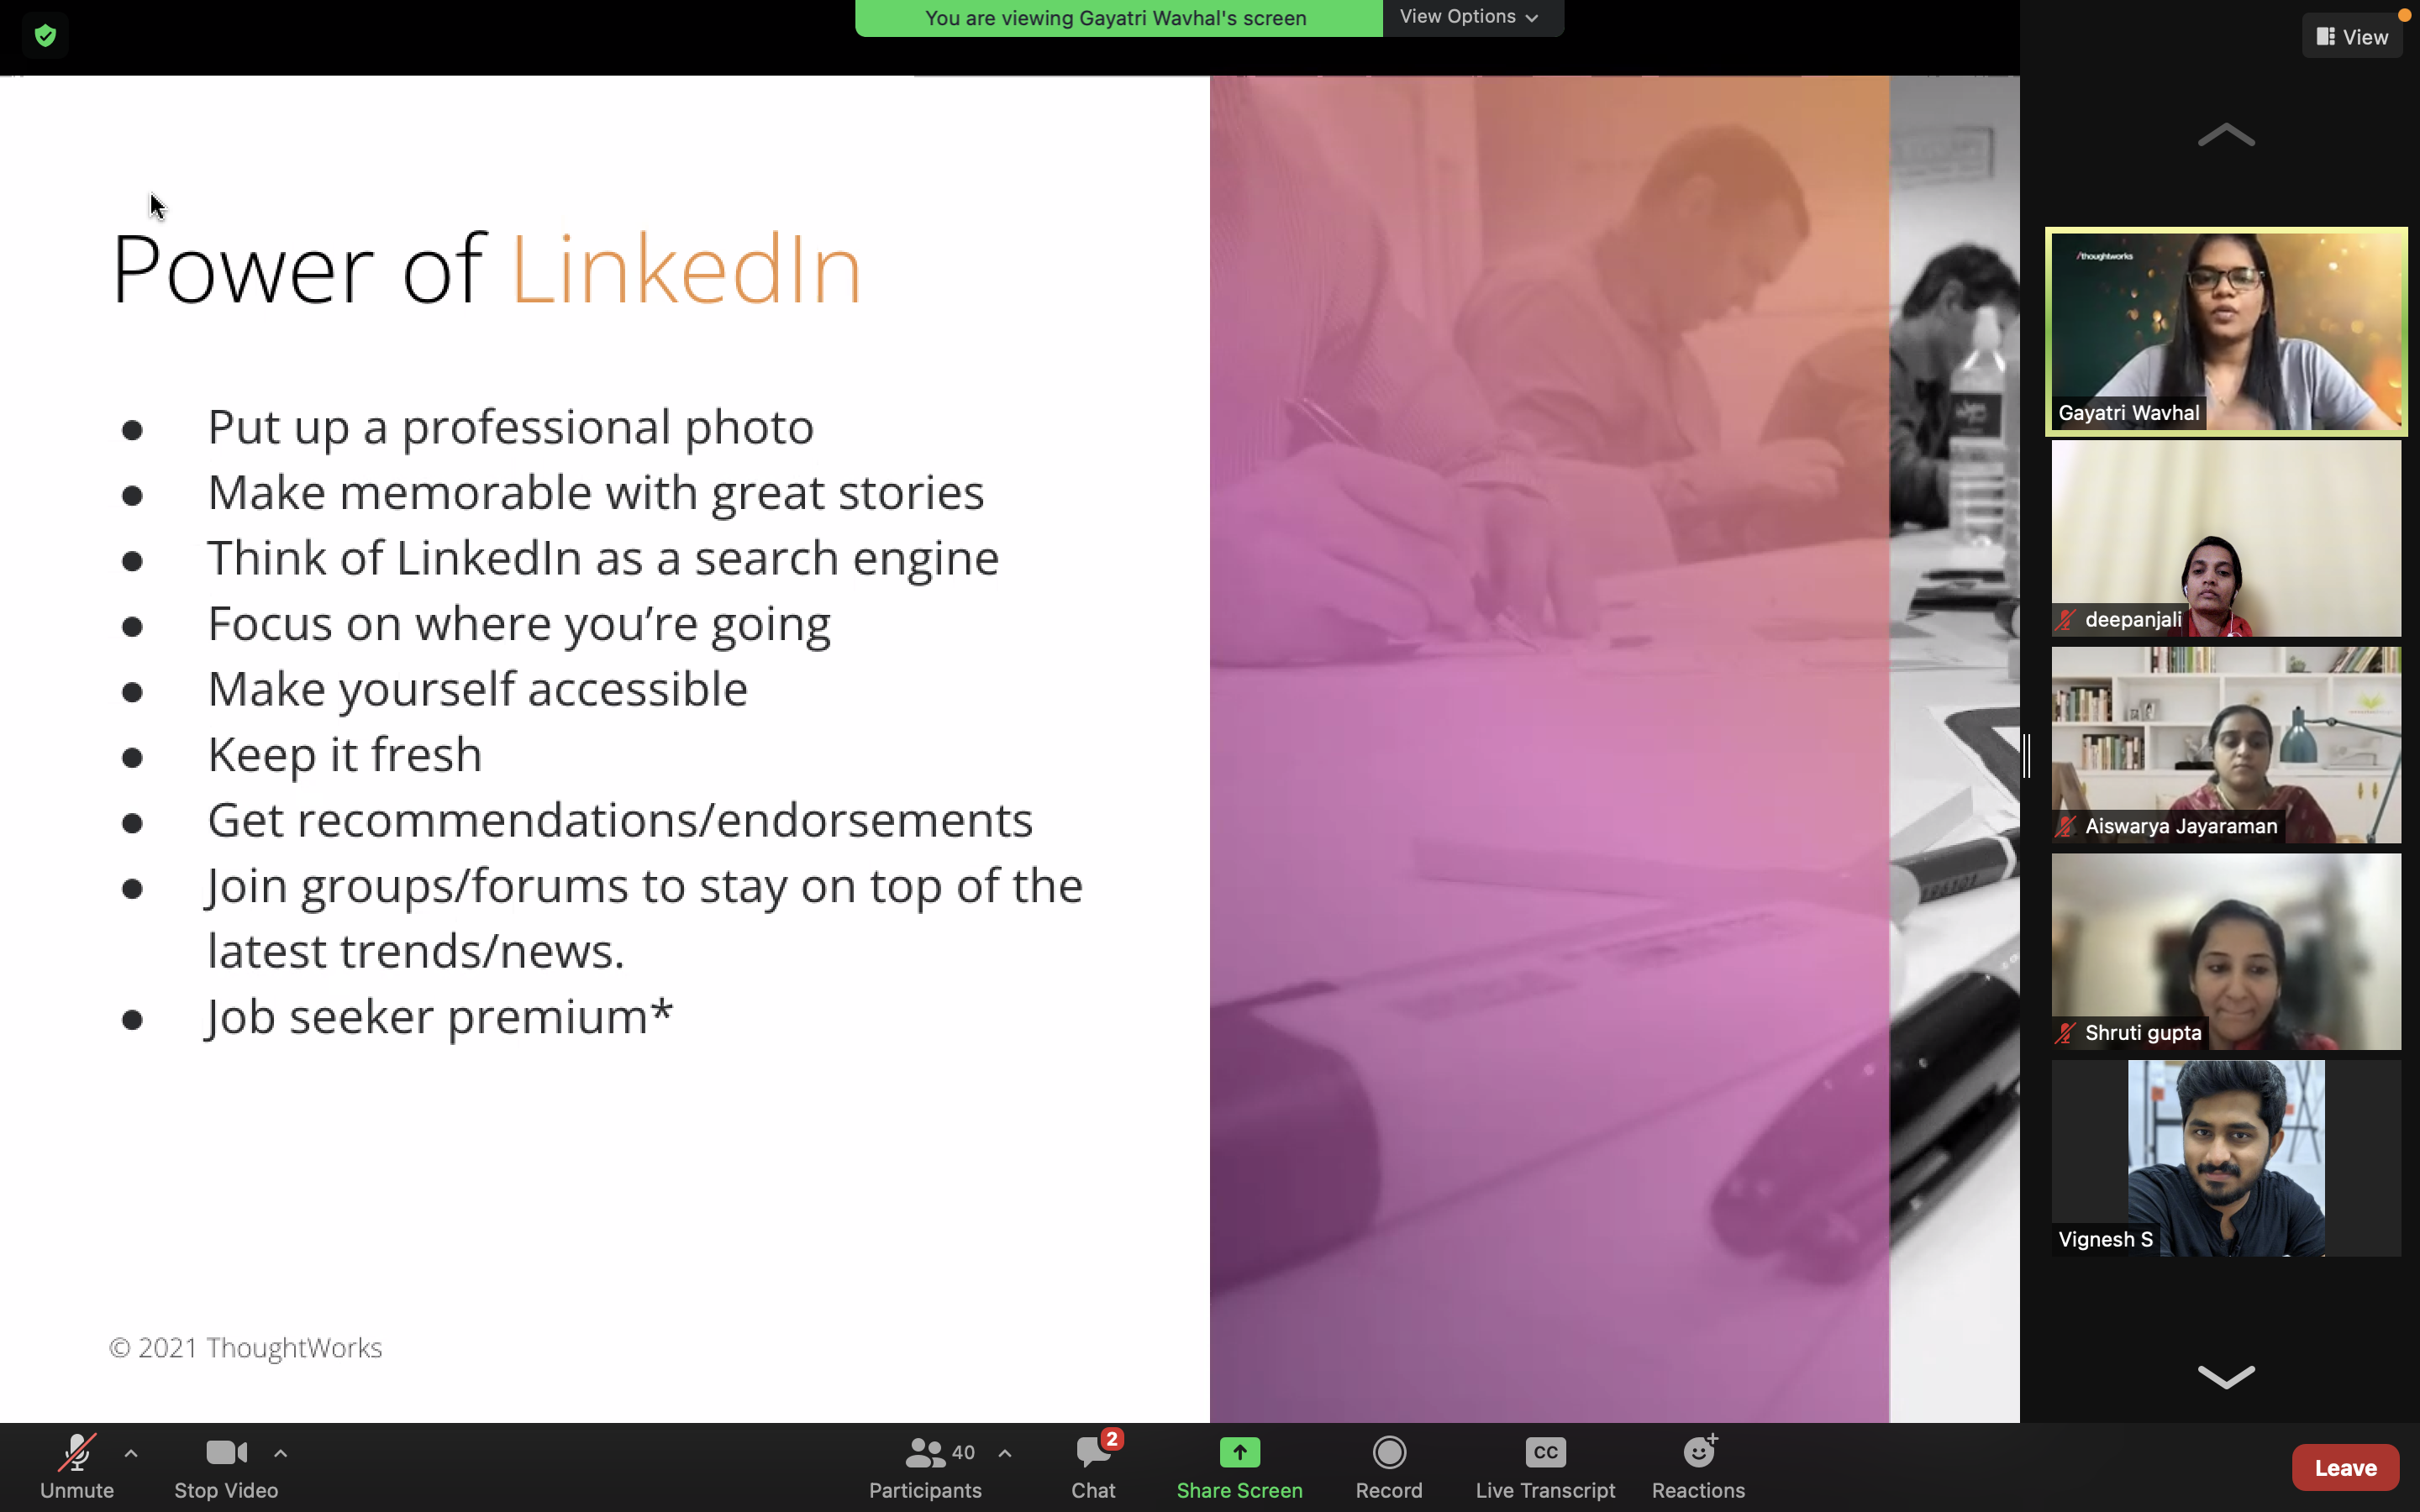 You are viewing Gayatri Wavhal's screen
View Options
View
Power of LinkedIn
● Put up a professional photo
● Make memorable with great stories
● Think of LinkedIn as a search engine
● Focus on where you’re going
● Make yourself accessible
● Keep it fresh
● Get recommendations/endorsements
● Join groups/forums to stay on top of the
latest trends/news.
● Job seeker premium*
© 2021 ThoughtWorks
/thoughtworks
Gayatri Wavhal
deepanjali
Aiswarya Jayaraman
Shruti gupta
Vignesh S
Unmute
Stop Video
40
Participants
2
Chat
Share Screen
Record
CC
Live Transcript
Reactions
Leave